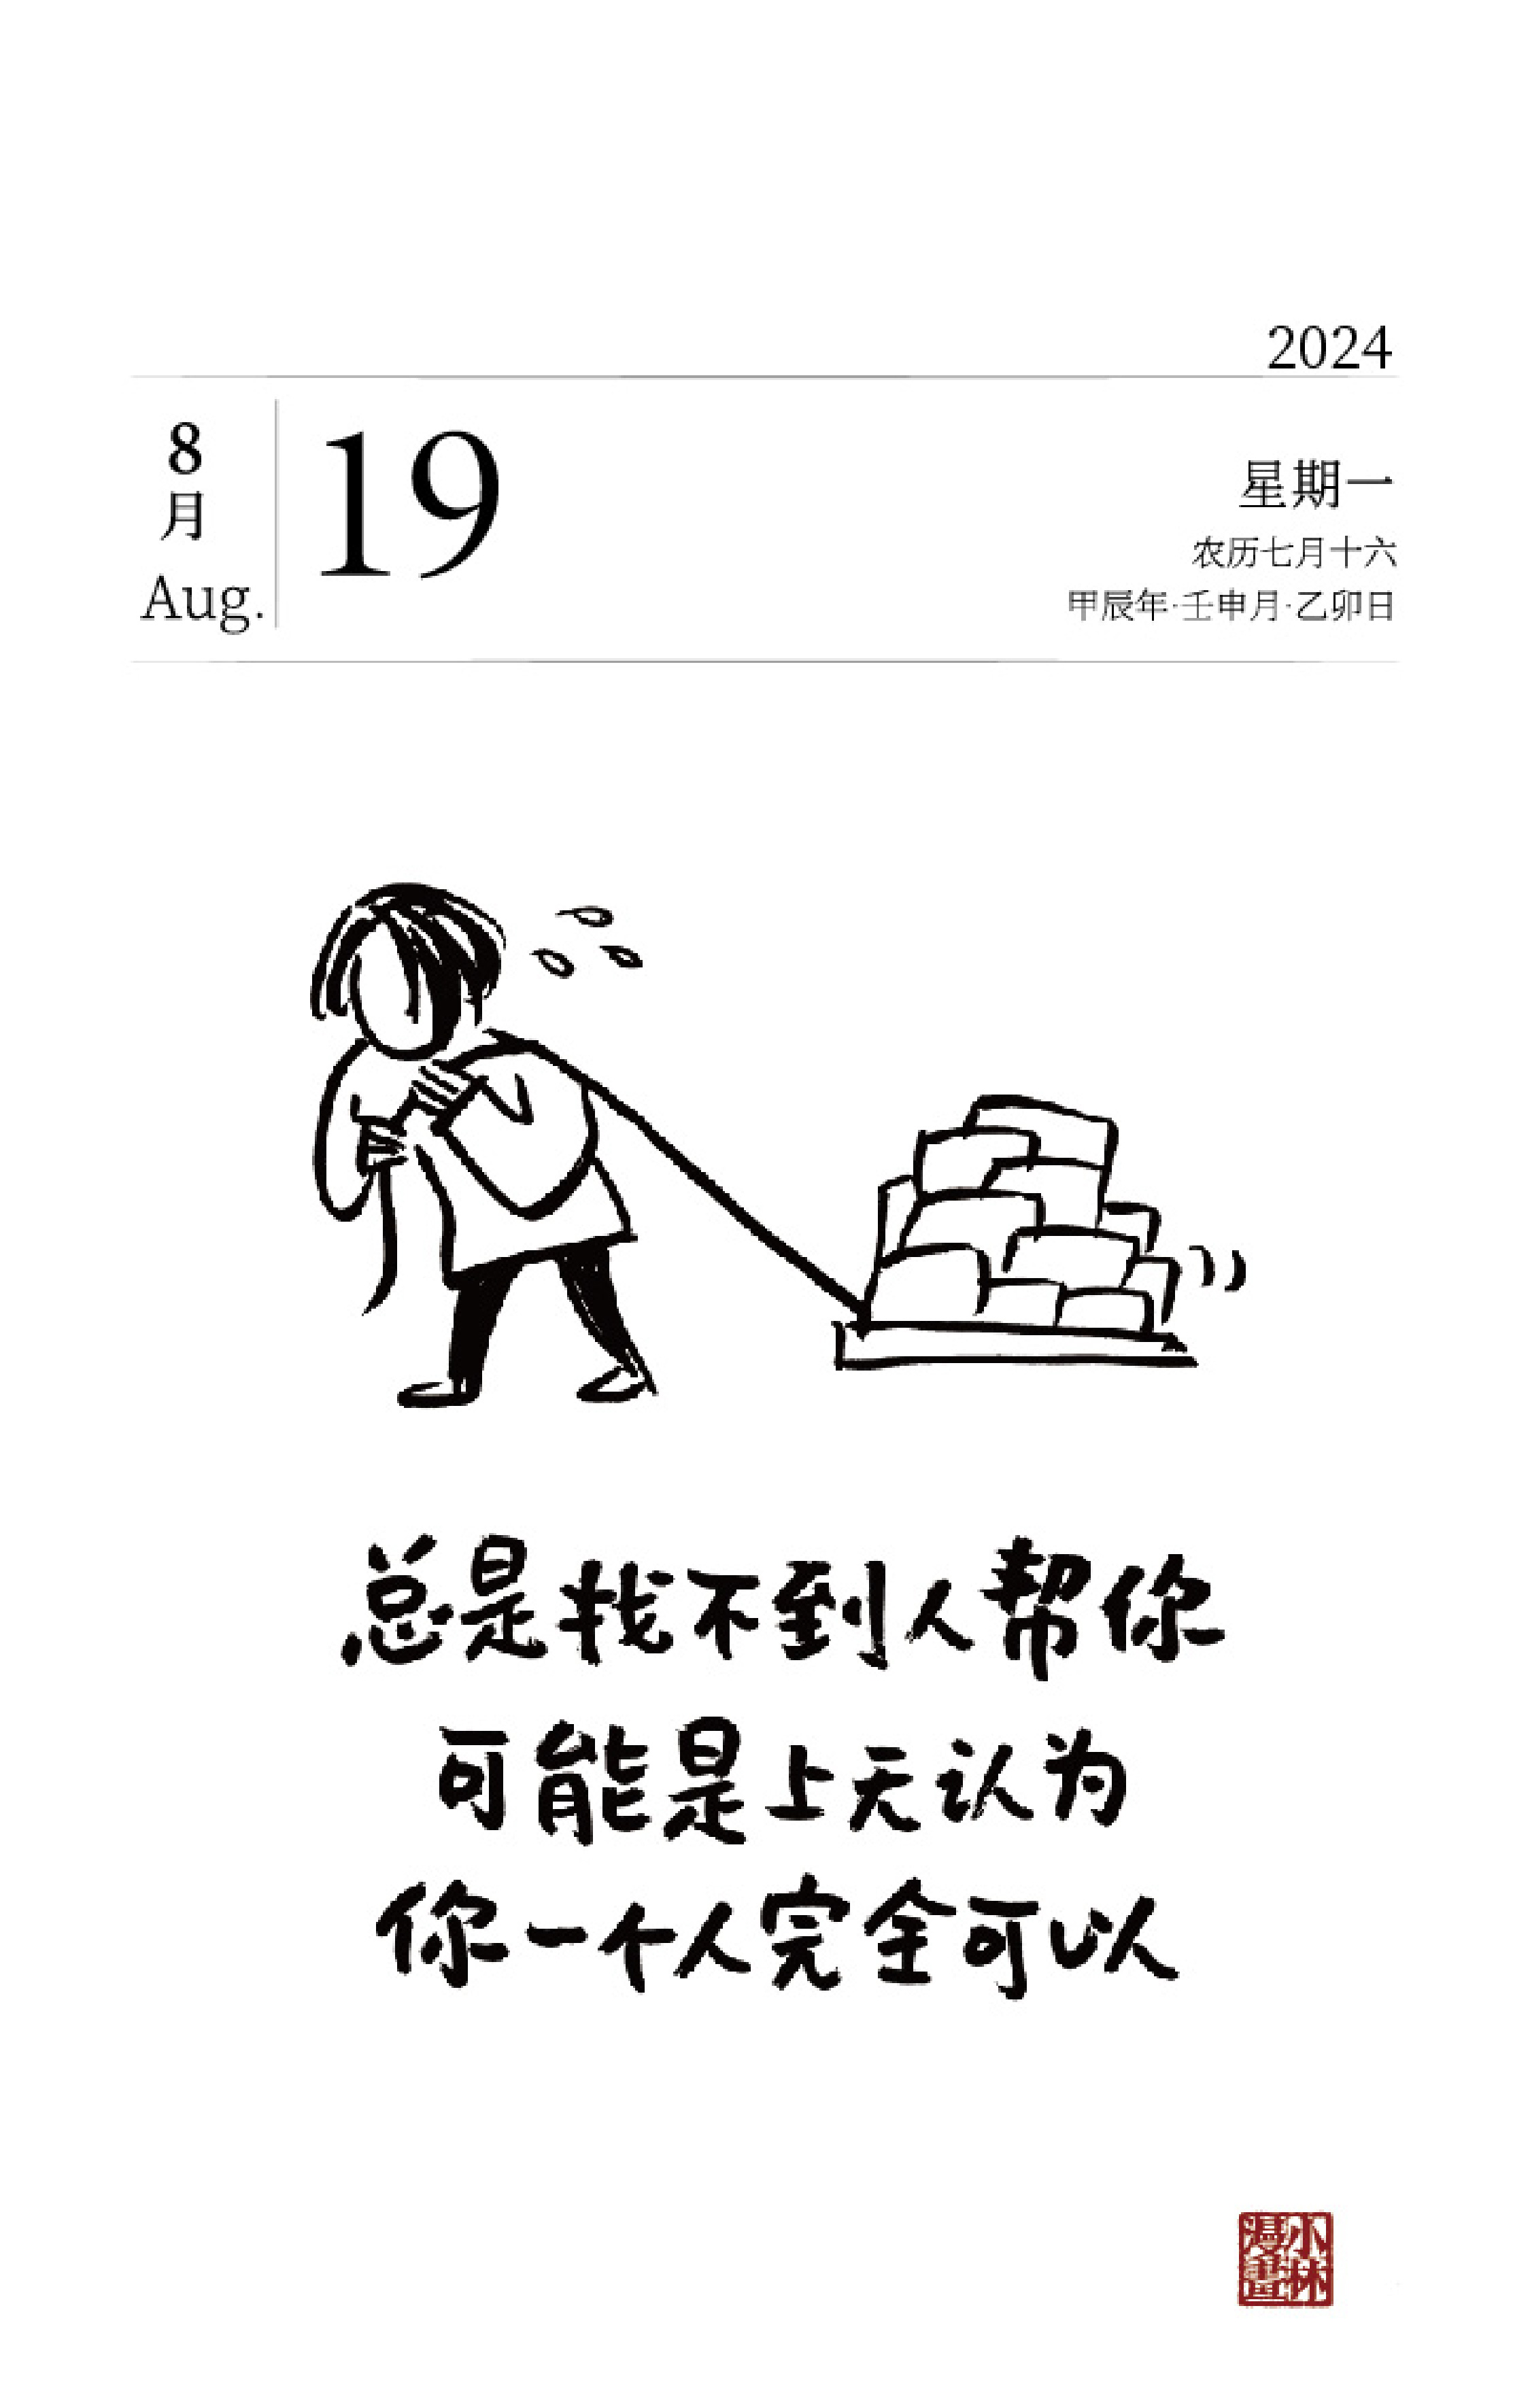 2024
8
月
Aug.
19
星期一
农历七月十六
甲辰年·壬申月·乙卯日
总是找不到人帮你
可能是上天认为
你一个人完全可以
小林
漫畫